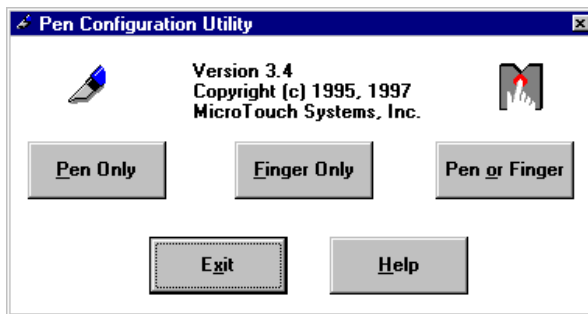 Pen Configuration Utility
Version 3.4
Copyright (c) 1995, 1997
MicroTouch Systems, Inc.
Pen Only
Finger Only
Pen or Finger
Exit
Help